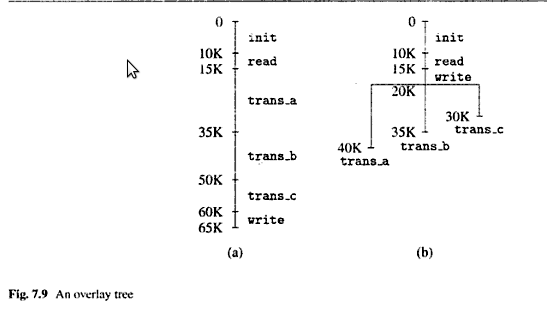 0
init
10K
read
15K
trans_a
35K
trans_b
50K
trans_c
60K
write
65K
(a)
0
init
10K
read
15K
write
20K
30K
trans_c
35K
trans_b
40K
trans_a
(b)
Fig. 7.9 An overlay tree